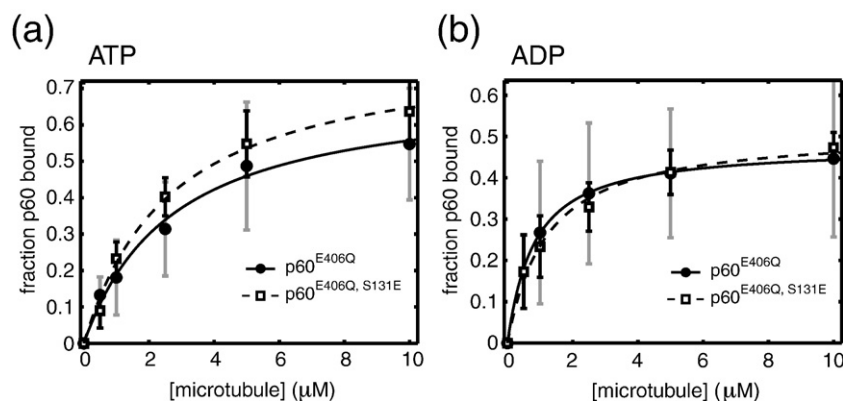 (a)
ATP
0.7
0.6
0.5
0.4
0.3
0.2
0.1
0
fraction p60 bound
p60E406Q
p60E406Q, S131E
0 2 4 6 8 10
[microtubule] (μM)
(b)
ADP
0.6
0.5
0.4
0.3
0.2
0.1
0
fraction p60 bound
p60E406Q
p60E406Q, S131E
0 2 4 6 8 10
[microtubule] (μM)